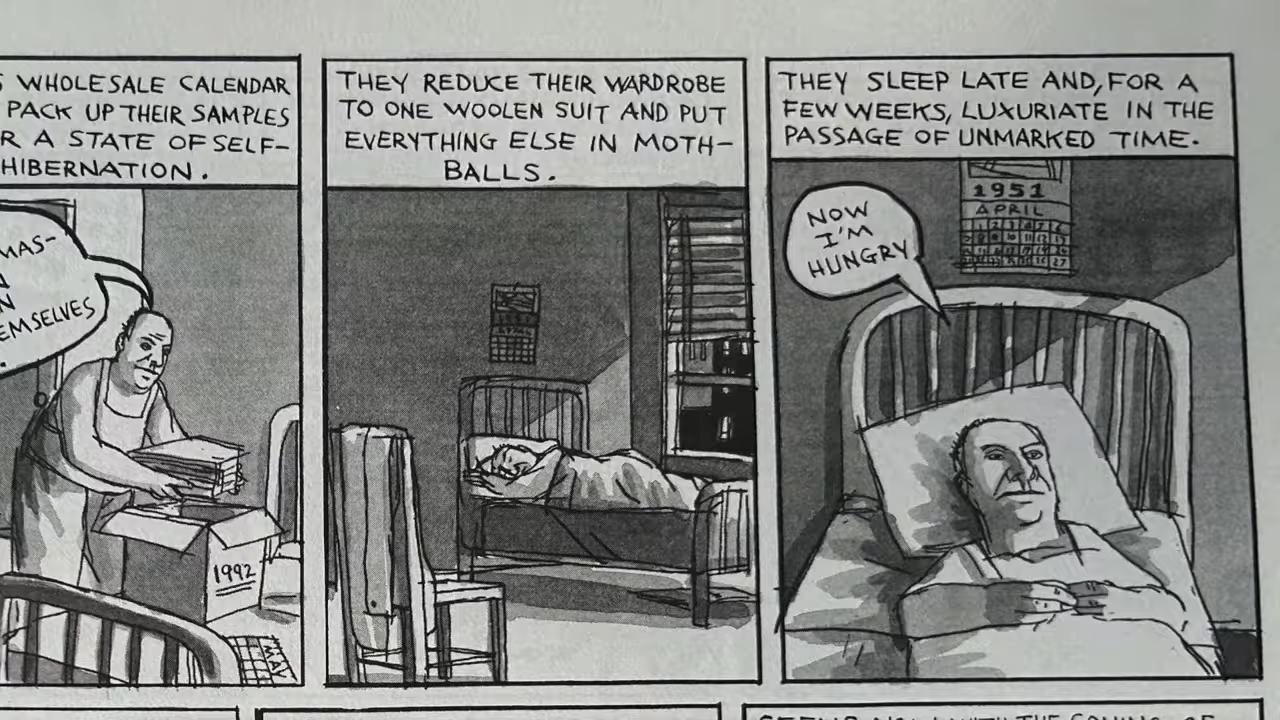 WHOLESALE CALENDAR
PACK UP THEIR SAMPLES
R A STATE OF SELF-
HIBERNATION.
MAS-
N
N
EMSELVES
1992
MAY
THEY REDUCE THEIR WARDROBE
TO ONE WOOLEN SUIT AND PUT
EVERYTHING ELSE IN MOTH-
BALLS.
1951
APRIL
THEY SLEEP LATE AND, FOR A
FEW WEEKS, LUXURIATE IN THE
PASSAGE OF UNMARKED TIME.
NOW
I'M
HUNGRY
1951
APRIL